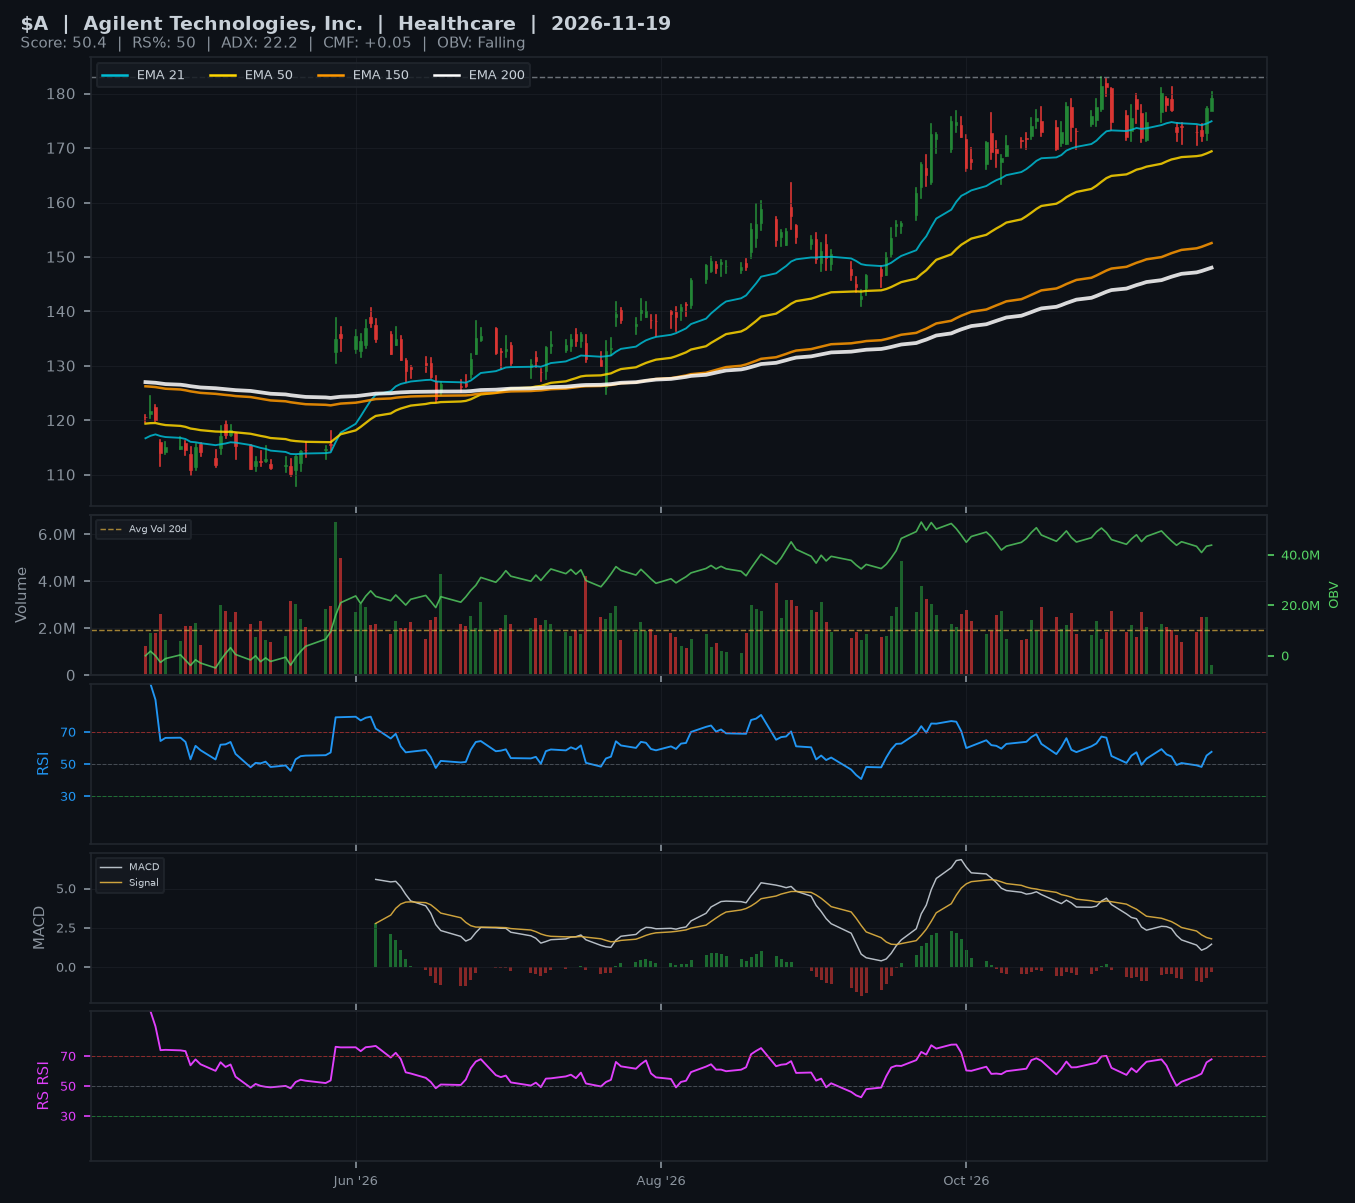 $A | Agilent Technologies, Inc. | Healthcare | 2026-11-19
Score: 50.4 | RS%: 50 | ADX: 22.2 | CMF: +0.05 | OBV: Falling
EMA 21
EMA 50
EMA 150
EMA 200
180
170
160
150
140
130
120
110
Avg Vol 20d
6.0M
4.0M
2.0M
0
Volume
40.0M
20.0M
0
OBV
70
50
30
RSI
MACD
Signal
5.0
2.5
0.0
MACD
70
50
30
RS RSI
Jun '26
Aug '26
Oct '26